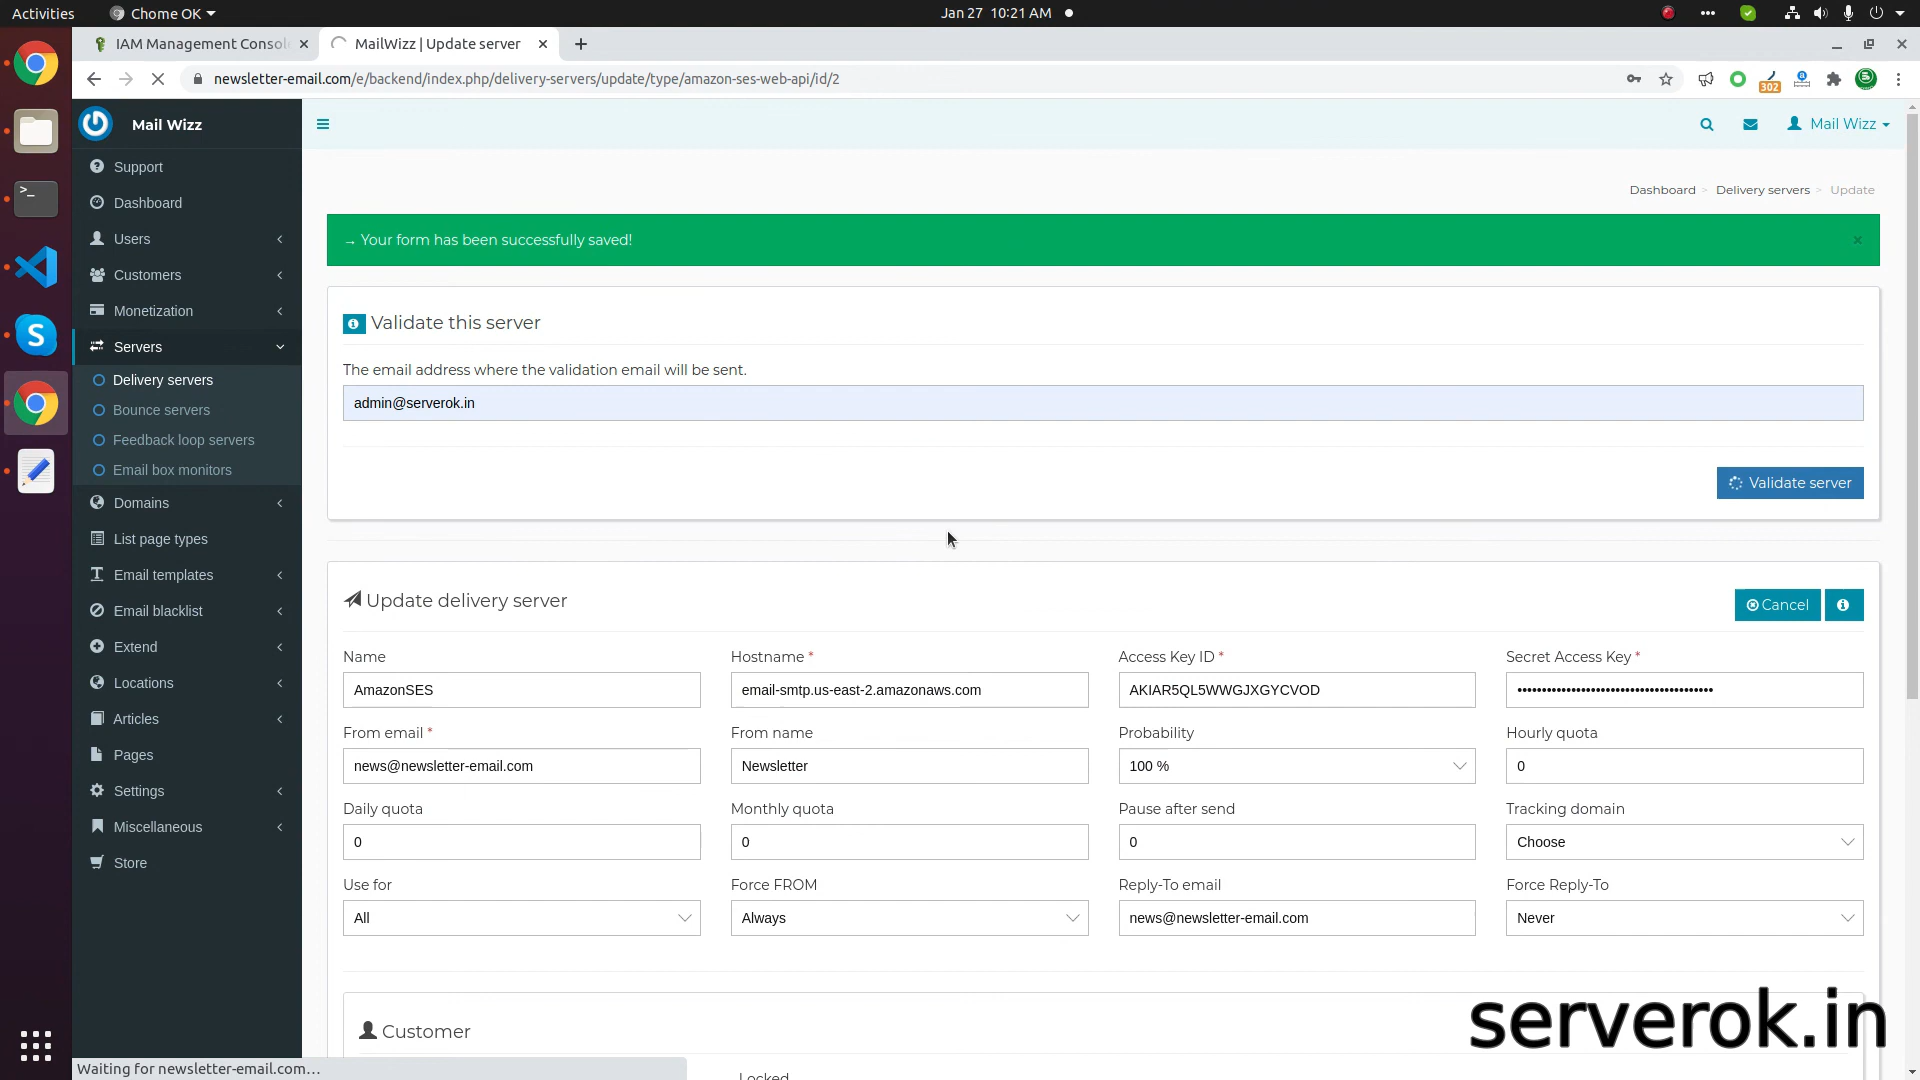 Activities
Chome OK
Jan 27 10:21 AM
IAM Management Consol
MailWizz | Update server
newsletter-email.com/e/backend/index.php/delivery-servers/update/type/amazon-ses-web-api/id/2
302
Mail Wizz
Mail Wizz
Support
Dashboard
Users
Customers
Monetization
Servers
Delivery servers
Bounce servers
Feedback loop servers
Email box monitors
Domains
List page types
Email templates
Email blacklist
Extend
Locations
Articles
Pages
Settings
Miscellaneous
Store
Dashboard > Delivery servers > Update
→ Your form has been successfully saved!
×
Validate this server
The email address where the validation email will be sent.
admin@serverok.in
Validate server
Update delivery server
Cancel
Name
Hostname *
Access Key ID *
Secret Access Key *
AmazonSES
email-smtp.us-east-2.amazonaws.com
AKIAR5QL5WWGJXGYCVOD
••••••••••••••••••••••••••••••••••••••••
From email *
From name
Probability
Hourly quota
news@newsletter-email.com
Newsletter
100 %
0
Daily quota
Monthly quota
Pause after send
Tracking domain
0
0
0
Choose
Use for
Force FROM
Reply-To email
Force Reply-To
All
Always
news@newsletter-email.com
Never
Customer
Locked
serverok.in
Waiting for newsletter-email.com...